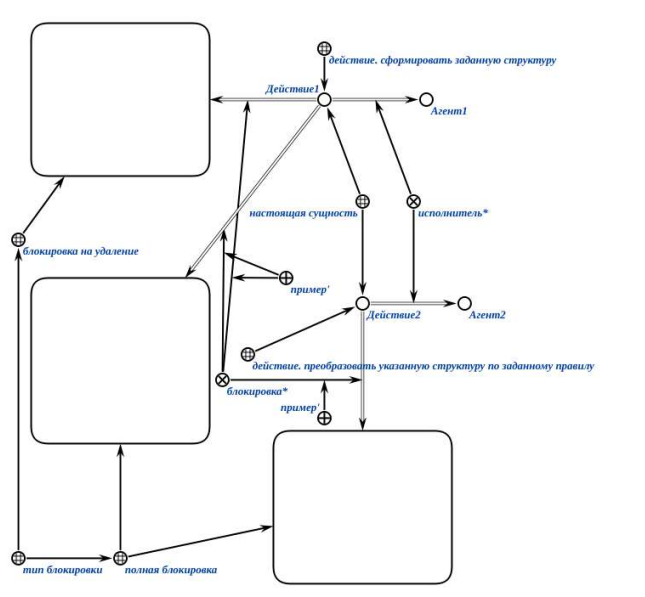 действие. сформировать заданную структуру
Действие1
Агент1
настоящая сущность
исполнитель*
блокировка на удаление
пример'
Действие2
Агент2
действие. преобразовать указанную структуру по заданному правилу
блокировка*
пример'
тип блокировки
полная блокировка